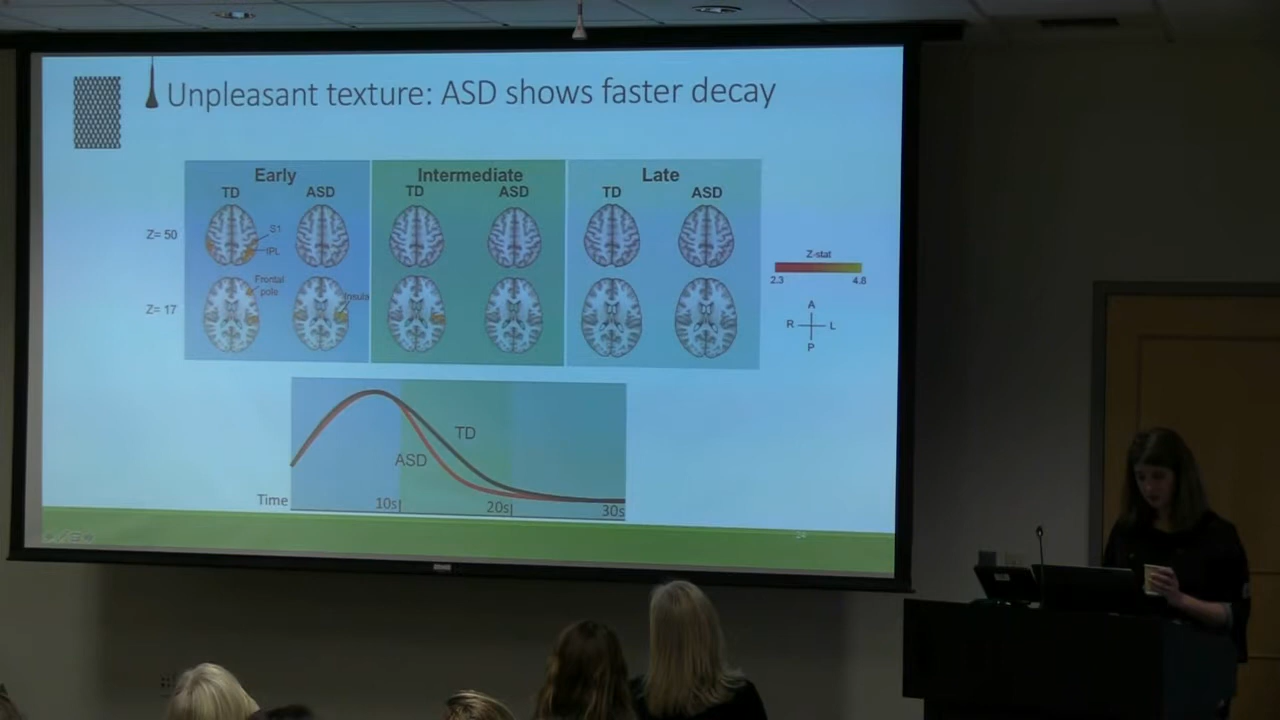 Unpleasant texture: ASD shows faster decay
Early
Intermediate
Late
TD
ASD
TD
ASD
TD
ASD
Z= 50
S1
IPL
Z= 17
Frontal
pole
Insula
Z-stat
2.3
4.8
A
R
L
P
TD
ASD
Time
10s
20s
30s
24